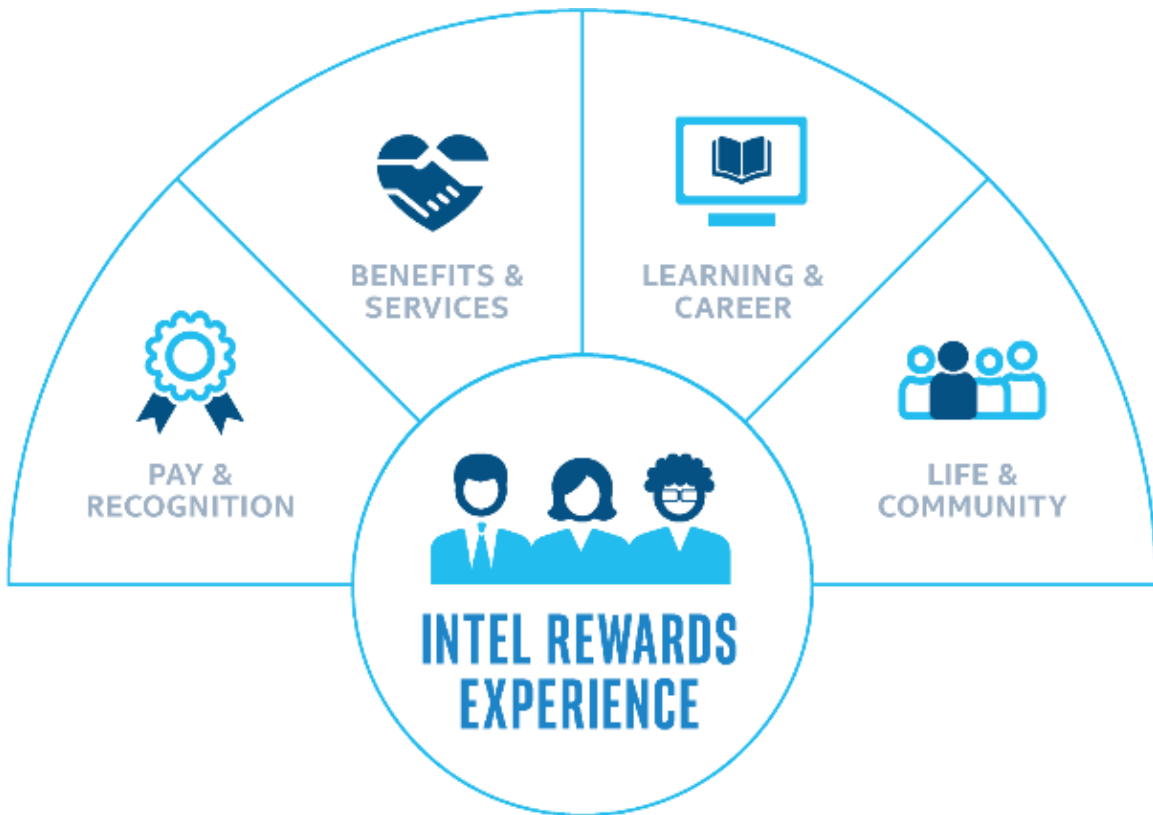 PAY &
RECOGNITION
BENEFITS &
SERVICES
LEARNING &
CAREER
LIFE &
COMMUNITY
INTEL REWARDS
EXPERIENCE